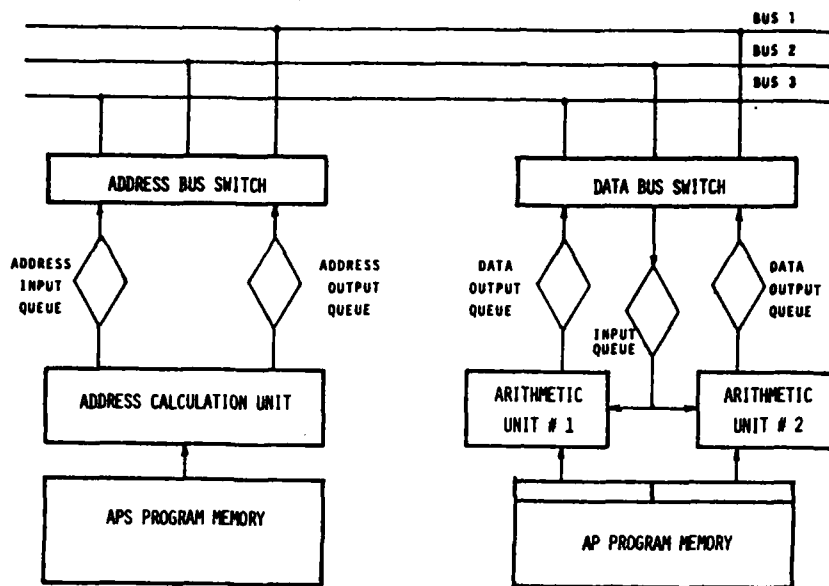 BUS 1
BUS 2
BUS 3
ADDRESS BUS SWITCH
DATA BUS SWITCH
ADDRESS
INPUT
QUEUE
ADDRESS
OUTPUT
QUEUE
DATA
OUTPUT
QUEUE
INPUT
QUEUE
DATA
OUTPUT
QUEUE
ADDRESS CALCULATION UNIT
ARITHMETIC
UNIT # 1
ARITHMETIC
UNIT # 2
APS PROGRAM MEMORY
AP PROGRAM MEMORY